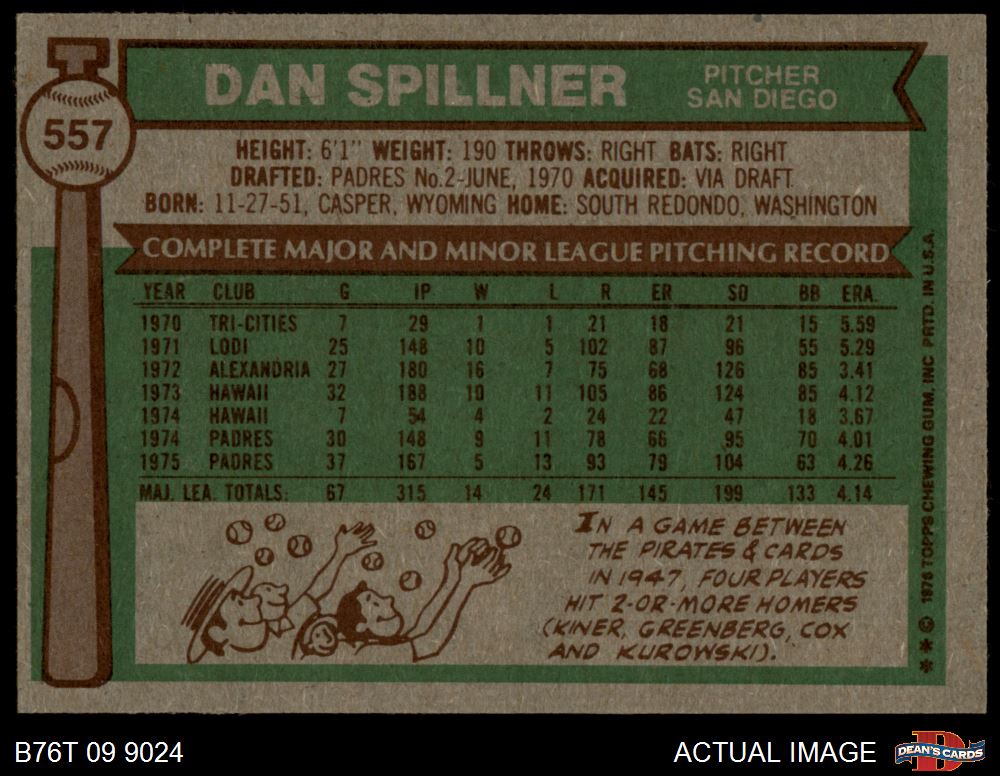 557
DAN SPILLNER
PITCHER
SAN DIEGO
HEIGHT: 6'1" WEIGHT: 190 THROWS: RIGHT BATS: RIGHT
DRAFTED: PADRES No.2-JUNE, 1970 ACQUIRED: VIA DRAFT
BORN: 11-27-51, CASPER, WYOMING HOME: SOUTH REDONDO, WASHINGTON
COMPLETE MAJOR AND MINOR LEAGUE PITCHING RECORD
YEAR CLUB G IP W L R ER SO BB ERA.
1970 TRI-CITIES 7 29 1 1 21 18 21 15 5.59
1971 LODI 25 148 10 5 102 87 96 55 5.29
1972 ALEXANDRIA 27 180 16 7 75 68 126 85 3.41
1973 HAWAII 32 188 10 11 105 86 124 85 4.12
1974 HAWAII 7 54 4 2 24 22 47 18 3.67
1974 PADRES 30 148 9 11 78 66 95 70 4.01
1975 PADRES 37 167 5 13 93 79 104 63 4.26
MAJ. LEA. TOTALS: 67 315 14 24 171 145 199 133 4.14
IN A GAME BETWEEN
THE PIRATES & CARDS
IN 1947, FOUR PLAYERS
HIT 2-OR-MORE HOMERS
(KINER, GREENBERG, COX
AND KUROWSKI).
** © 1976 TOPPS CHEWING GUM, INC PRTD. IN U.S.A.
B76T 09 9024
ACTUAL IMAGE
D
DEAN'S CARDS